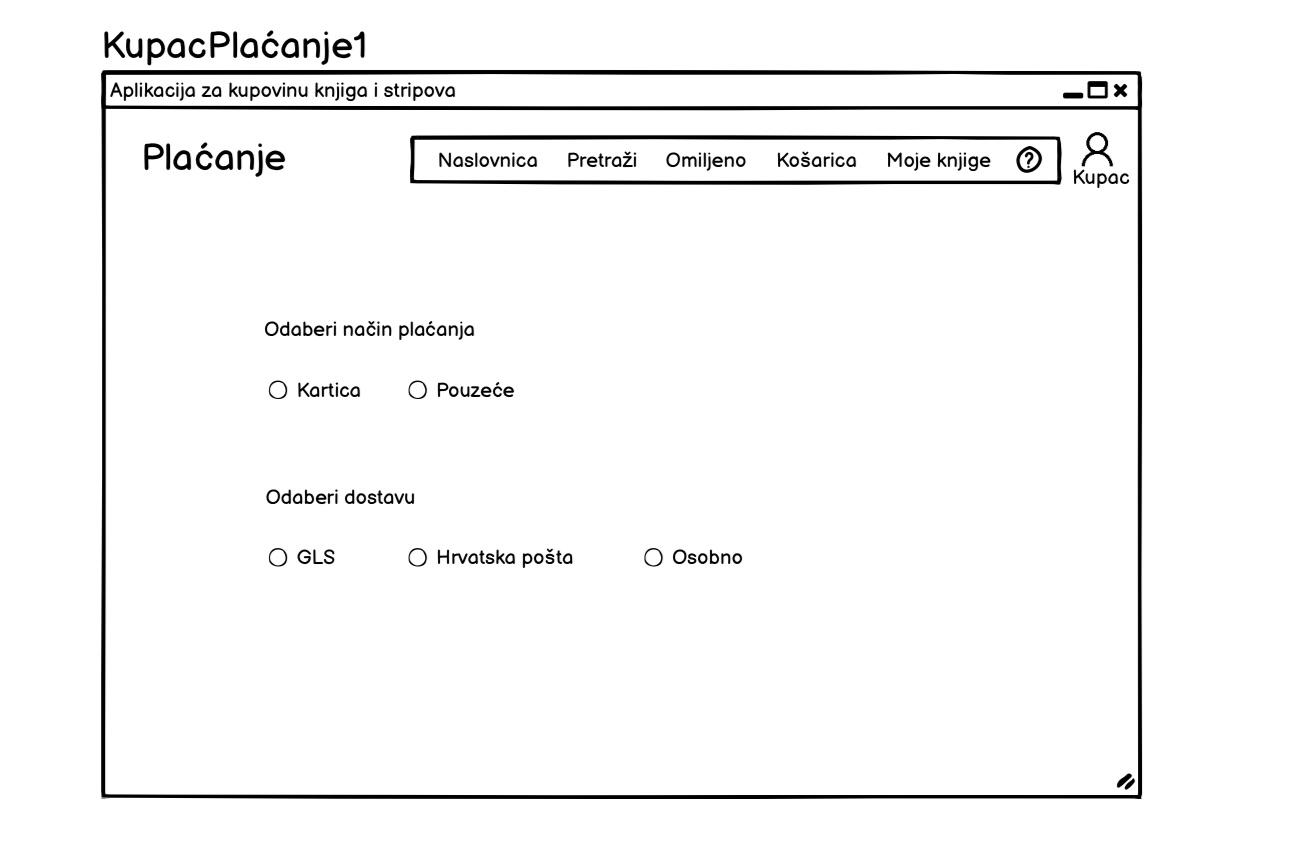 KupacPlaćanje1
Aplikacija za kupovinu knjiga i stripova
Plaćanje Naslovnica Pretraži Omiljeno Košarica Moje knjige ?
Kupac
Odaberi način plaćanja
Kartica Pouzeće
Odaberi dostavu
GLS Hrvatska pošta Osobno